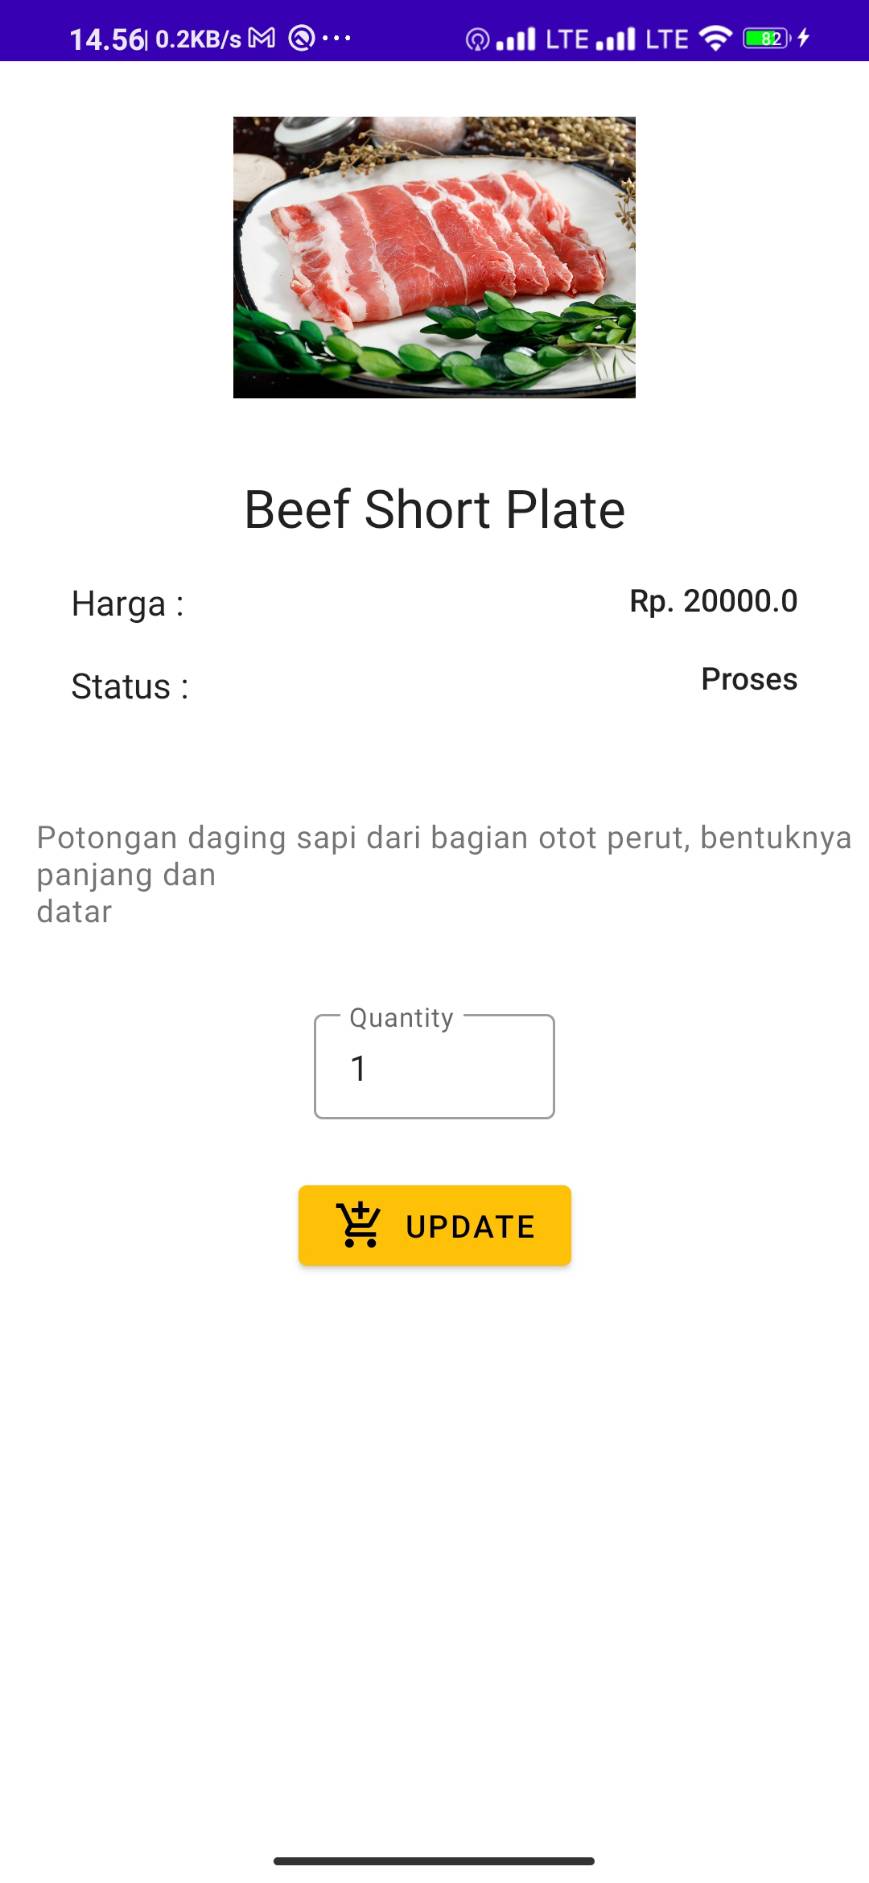 14.56| 0.2KB/s ··· LTE LTE 82
Beef Short Plate
Harga : Rp. 20000.0
Status : Proses
Potongan daging sapi dari bagian otot perut, bentuknya
panjang dan
datar
Quantity
1
UPDATE